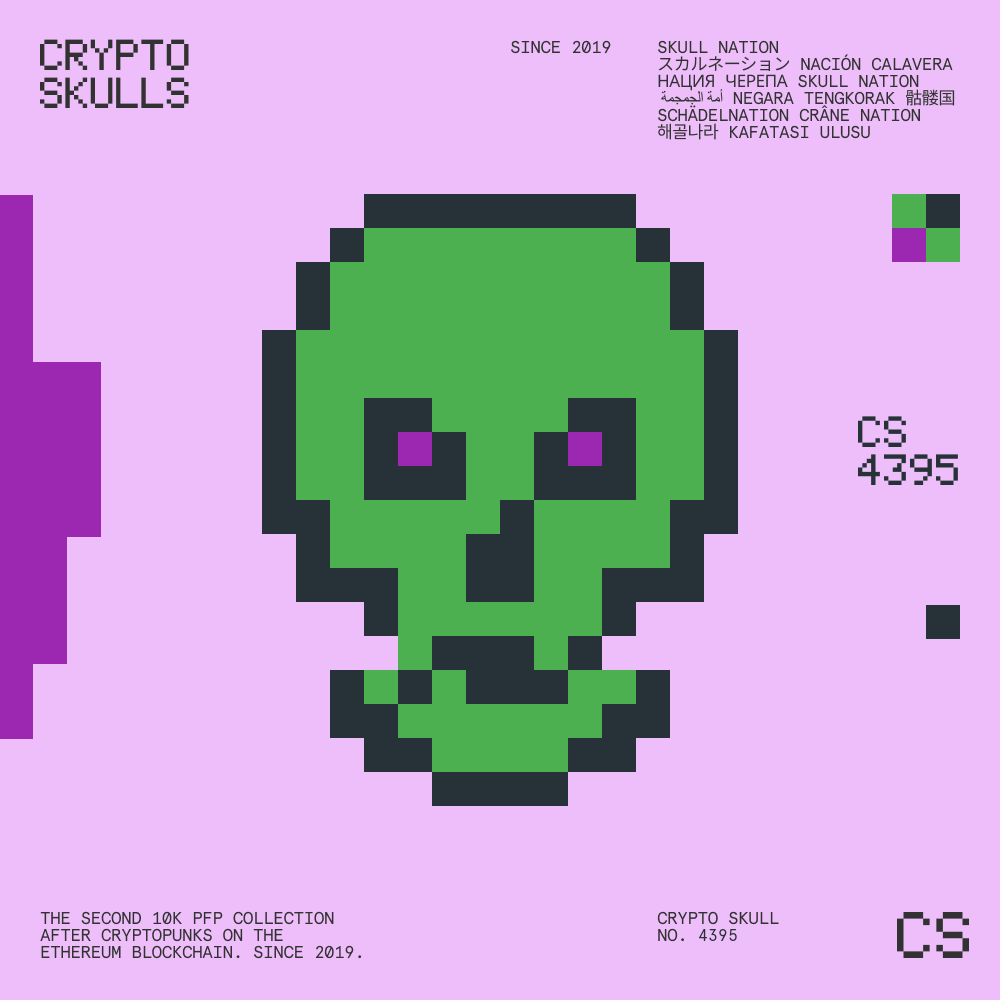 CRYPTO
SKULLS
SINCE 2019
SKULL NATION
スカルネーション NACIÓN CALAVERA
НАЦИЯ ЧЕРЕПА SKULL NATION
أمة الجمجمة NEGARA TENGKORAK 骷髅国
SCHÄDELNATION CRÂNE NATION
해골나라 KAFATASI ULUSU
CS
4395
THE SECOND 10K PFP COLLECTION
AFTER CRYPTOPUNKS ON THE
ETHEREUM BLOCKCHAIN. SINCE 2019.
CRYPTO SKULL
NO. 4395
CS